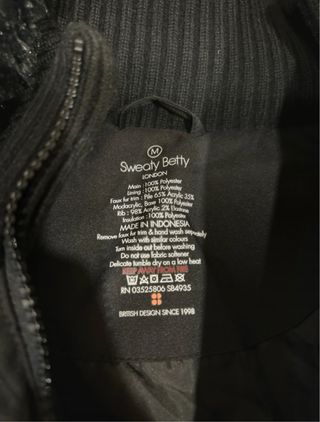 M
Sweaty Betty
LONDON
Main : 100% Polyester
Lining : 100% Polyester
Faux fur trim : Pile 65% Acrylic 35%
Modacrylic, Base 100% Polyester
Rib : 98% Acrylic 2% Elastane
Insulation : 100% Polyester
MADE IN INDONESIA
Remove faux fur trim & hand wash separately
Wash with similar colours
Turn inside out before washing
Do not use fabric softener
Delicate tumble dry on a low heat
KEEP AWAY FROM FIRE
RN 03525806 SB4935
BRITISH DESIGN SINCE 1998